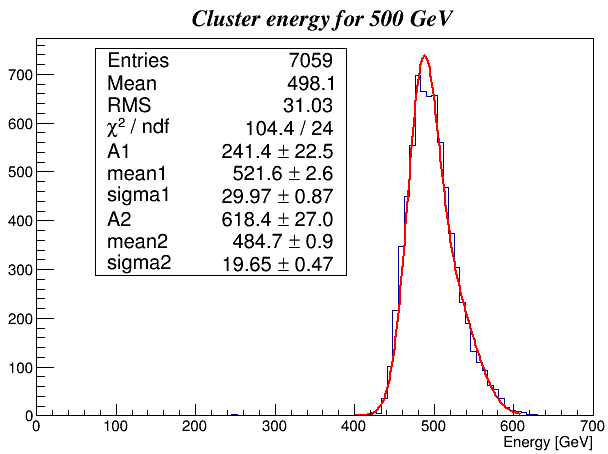 Cluster energy for 500 GeV
Entries 7059
Mean 498.1
RMS 31.03
χ² / ndf 104.4 / 24
A1 241.4 ± 22.5
mean1 521.6 ± 2.6
sigma1 29.97 ± 0.87
A2 618.4 ± 27.0
mean2 484.7 ± 0.9
sigma2 19.65 ± 0.47
700
600
500
400
300
200
100
0
0 100 200 300 400 500 600 700
Energy [GeV]